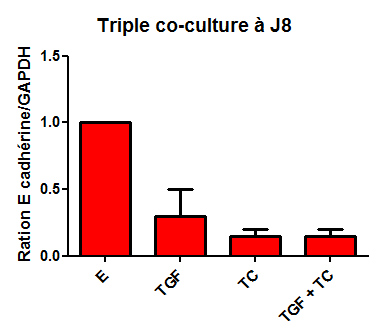 Triple co-culture à J8
Ration E cadhérine/GAPDH
1.5
1.0
0.5
0.0
E
TGF
TC
TGF + TC